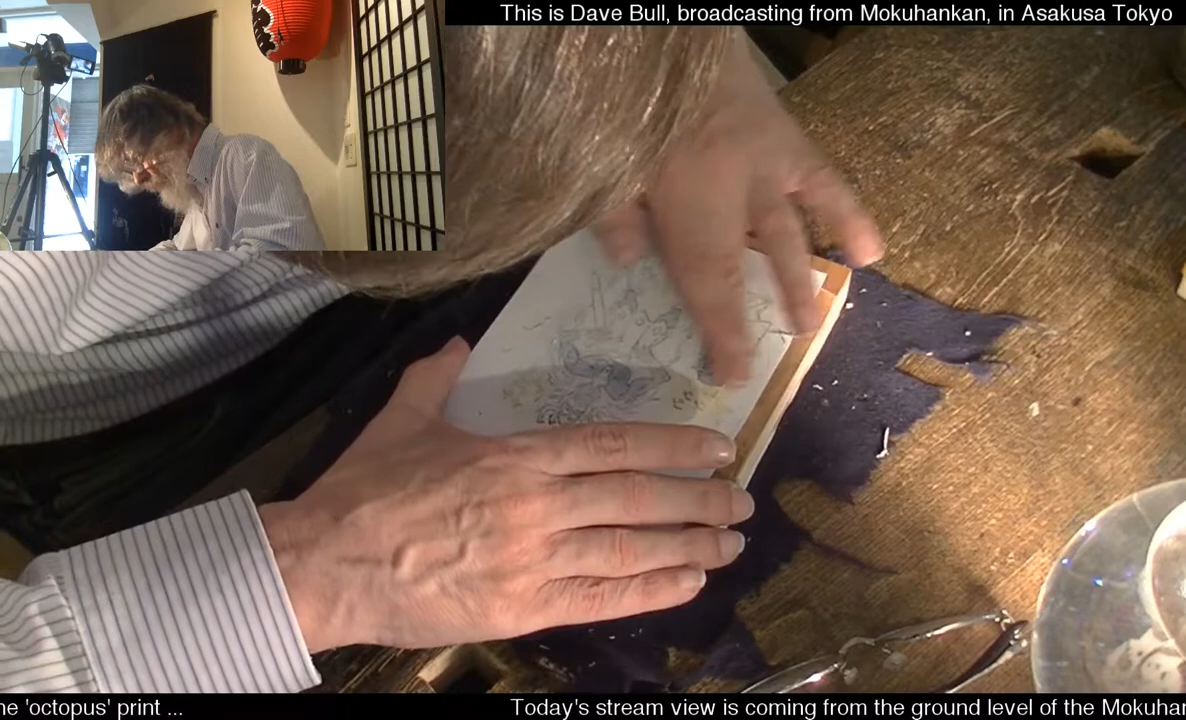 This is Dave Bull, broadcasting from Mokuhankan, in Asakusa Tokyo
'octopus' print ... Today's stream view is coming from the ground level of the